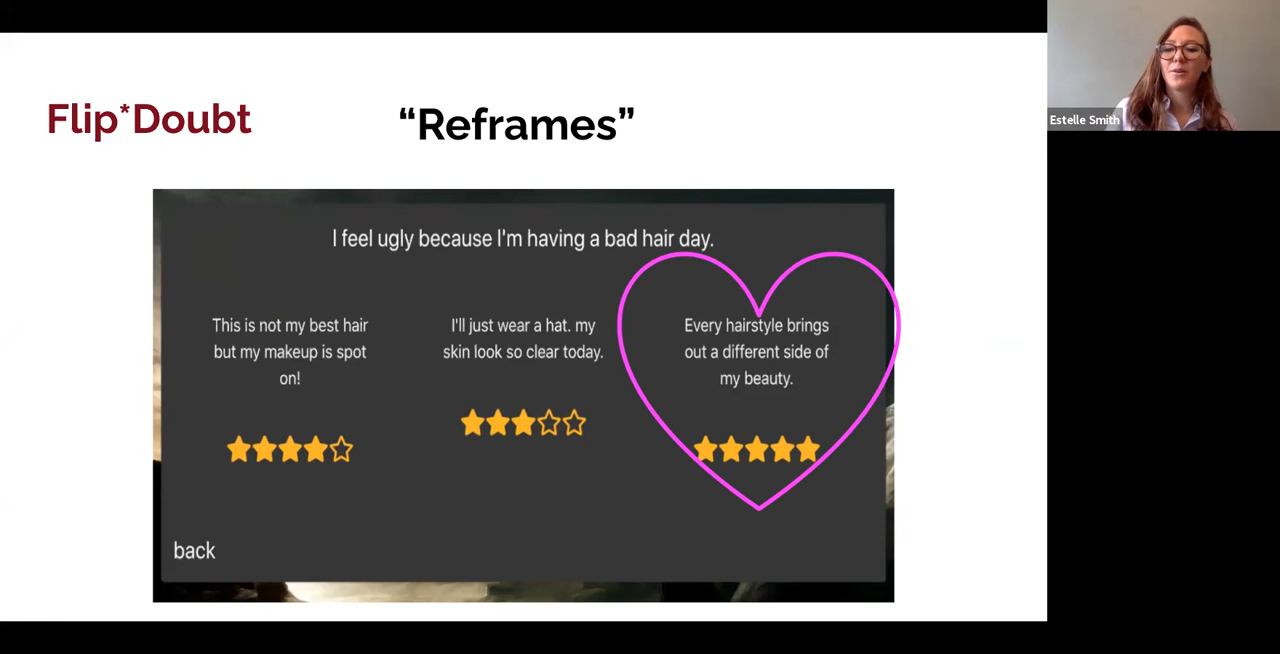 Flip*Doubt
“Reframes”
Estelle Smith
I feel ugly because I'm having a bad hair day.
This is not my best hair
but my makeup is spot
on!
I'll just wear a hat. my
skin look so clear today.
Every hairstyle brings
out a different side of
my beauty.
back